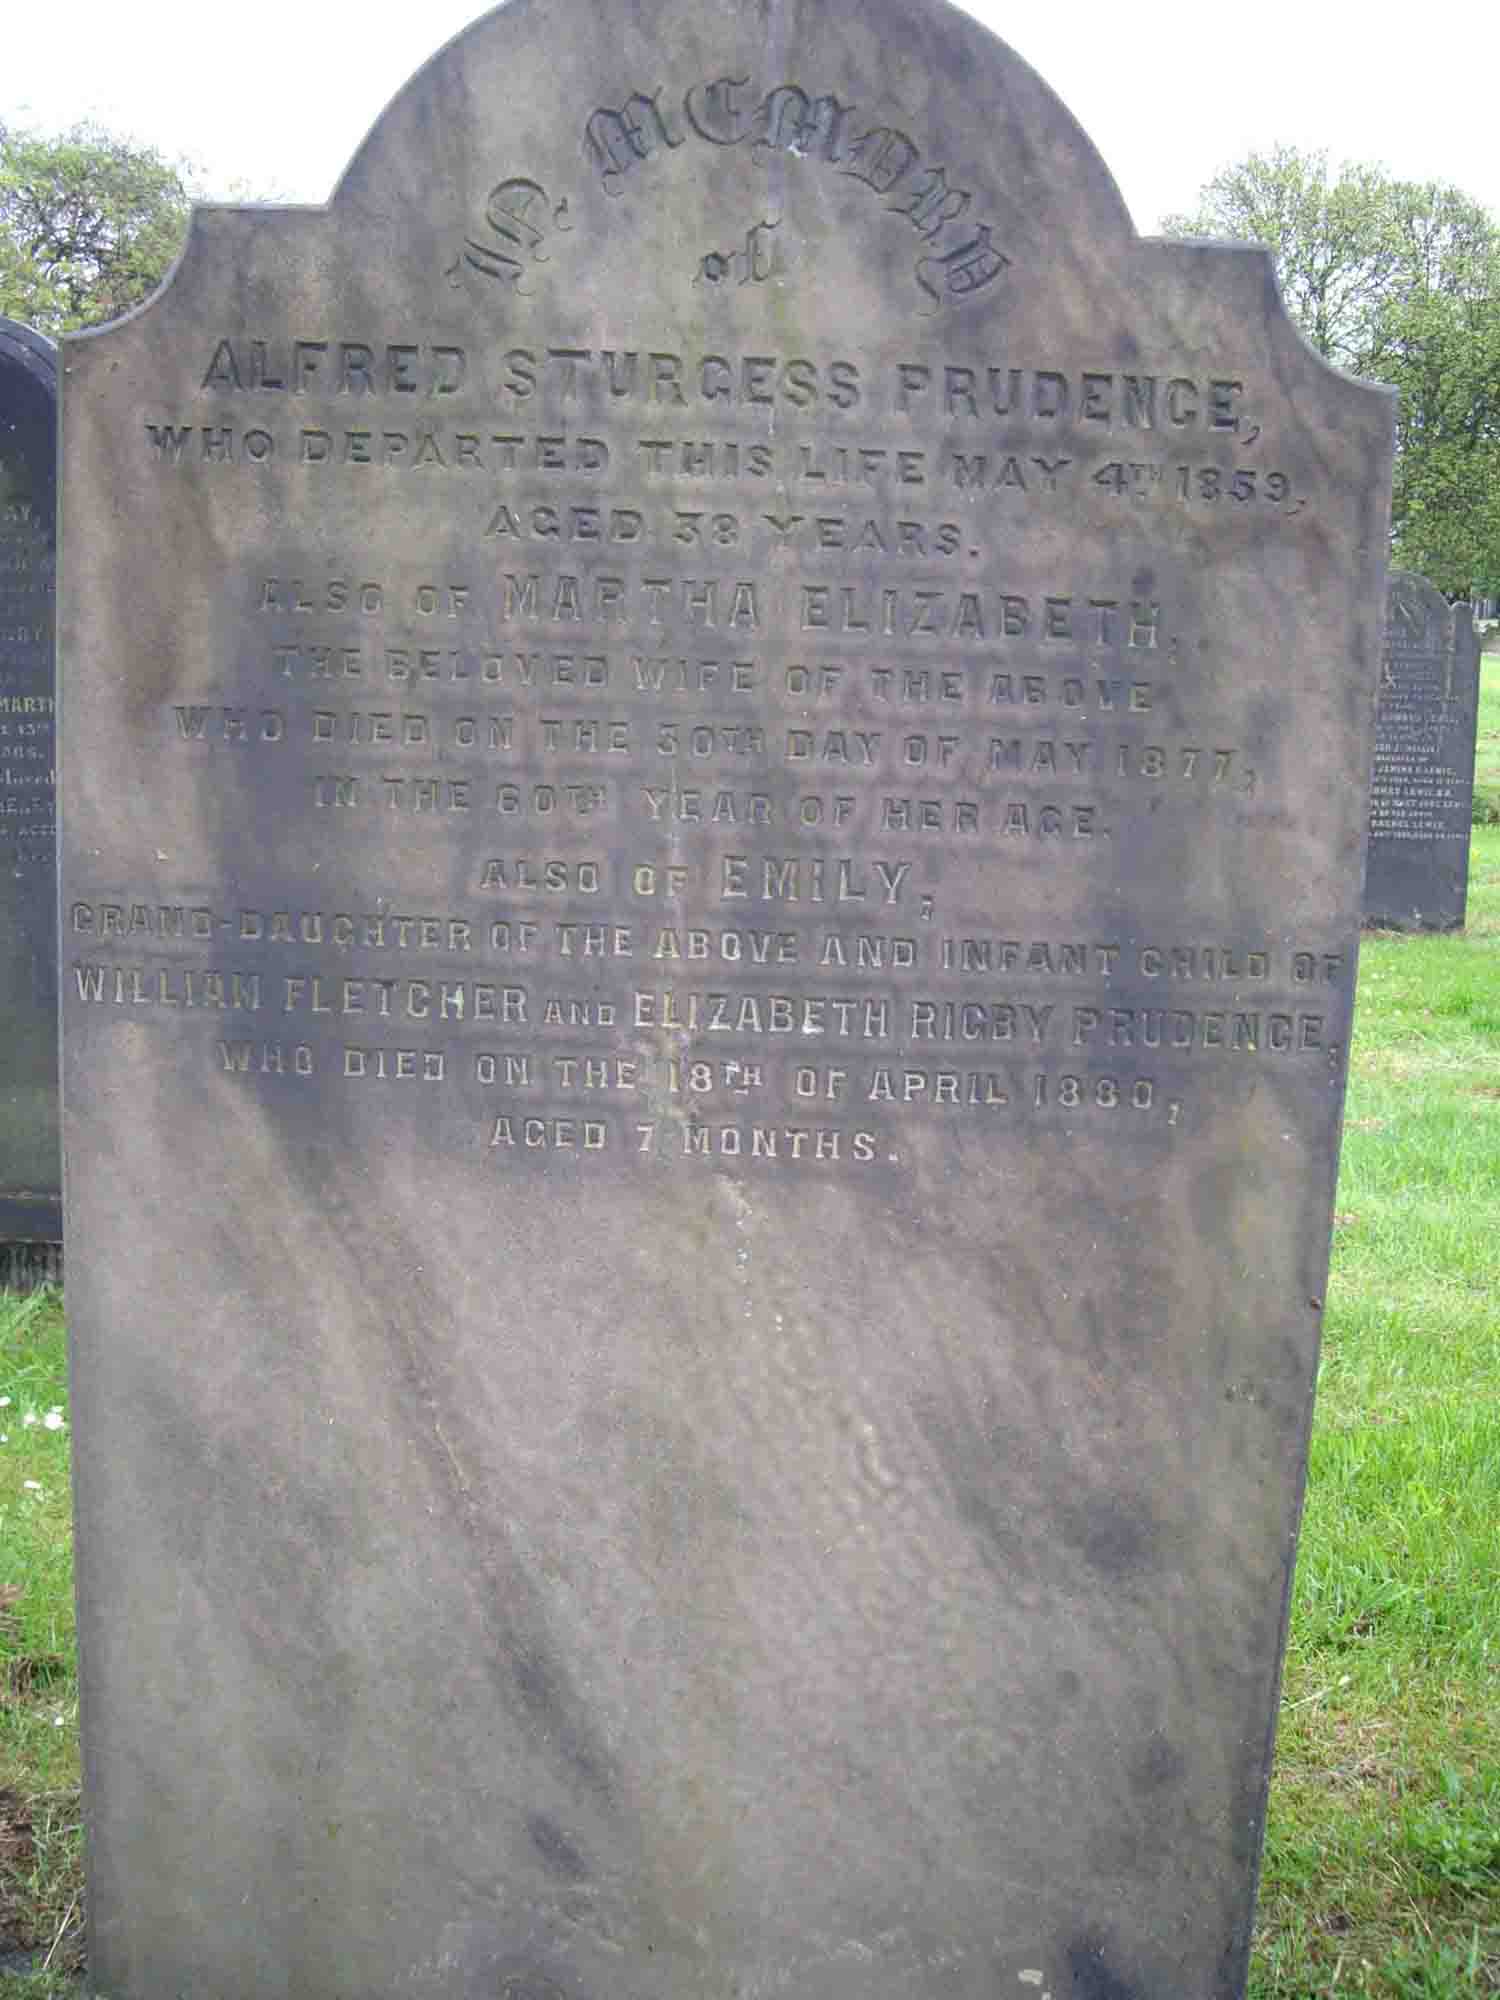 In Memory
of
ALFRED STURGESS PRUDENCE,
WHO DEPARTED THIS LIFE MAY 4TH 1859,
AGED 38 YEARS.
ALSO OF MARTHA ELIZABETH,
THE BELOVED WIFE OF THE ABOVE
WHO DIED ON THE 30TH DAY OF MAY 1877,
IN THE 60TH YEAR OF HER AGE.
ALSO OF EMILY,
GRAND-DAUGHTER OF THE ABOVE AND INFANT CHILD OF
WILLIAM FLETCHER AND ELIZABETH RIGBY PRUDENCE,
WHO DIED ON THE 18TH OF APRIL 1880,
AGED 7 MONTHS.